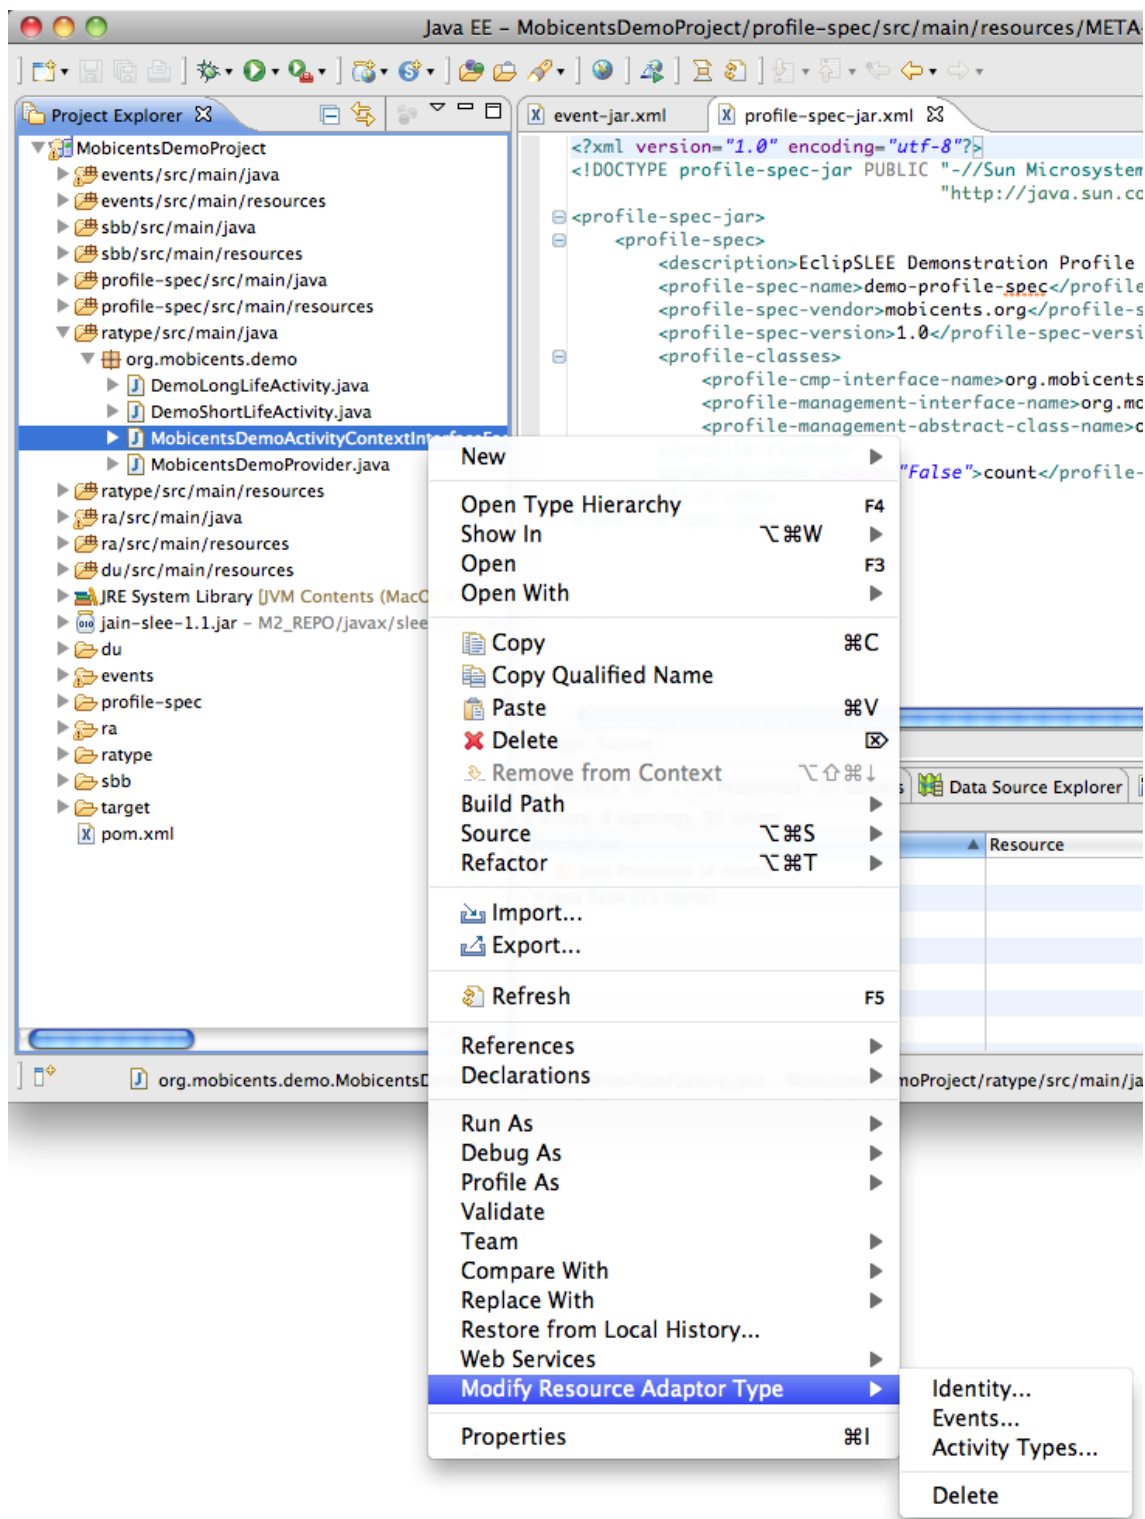 Java EE – MobicentsDemoProject/profile-spec/src/main/resources/META-
Project Explorer
event-jar.xml
profile-spec-jar.xml
MobicentsDemoProject
events/src/main/java
events/src/main/resources
sbb/src/main/java
sbb/src/main/resources
profile-spec/src/main/java
profile-spec/src/main/resources
ratype/src/main/java
org.mobicents.demo
DemoLongLifeActivity.java
DemoShortLifeActivity.java
MobicentsDemoActivityContextInterfaceFac
MobicentsDemoProvider.java
ratype/src/main/resources
ra/src/main/java
ra/src/main/resources
du/src/main/resources
JRE System Library [JVM Contents (MacO
jain-slee-1.1.jar – M2_REPO/javax/slee
du
events
profile-spec
ra
ratype
sbb
target
pom.xml
<?xml version="1.0" encoding="utf-8"?>
<!DOCTYPE profile-spec-jar PUBLIC "-//Sun Microsystem
"http://java.sun.co
<profile-spec-jar>
<profile-spec>
<description>EclipSLEE Demonstration Profile
<profile-spec-name>demo-profile-spec</profile
<profile-spec-vendor>mobicents.org</profile-s
<profile-spec-version>1.0</profile-spec-versi
<profile-classes>
<profile-cmp-interface-name>org.mobicents
<profile-management-interface-name>org.mo
<profile-management-abstract-class-name>o
"False">count</profile-
New
Open Type Hierarchy F4
Show In ⌥⌘W
Open F3
Open With
Copy ⌘C
Copy Qualified Name
Paste ⌘V
Delete ⌦
Remove from Context ⌥⇧⌘↓
Build Path
Source ⌥⌘S
Refactor ⌥⌘T
Import...
Export...
Refresh F5
References
Declarations
Run As
Debug As
Profile As
Validate
Team
Compare With
Replace With
Restore from Local History...
Web Services
Modify Resource Adaptor Type
Properties ⌘I
Identity...
Events...
Activity Types...
Delete
s
Data Source Explorer
Resource
org.mobicents.demo.MobicentsD
moProject/ratype/src/main/ja